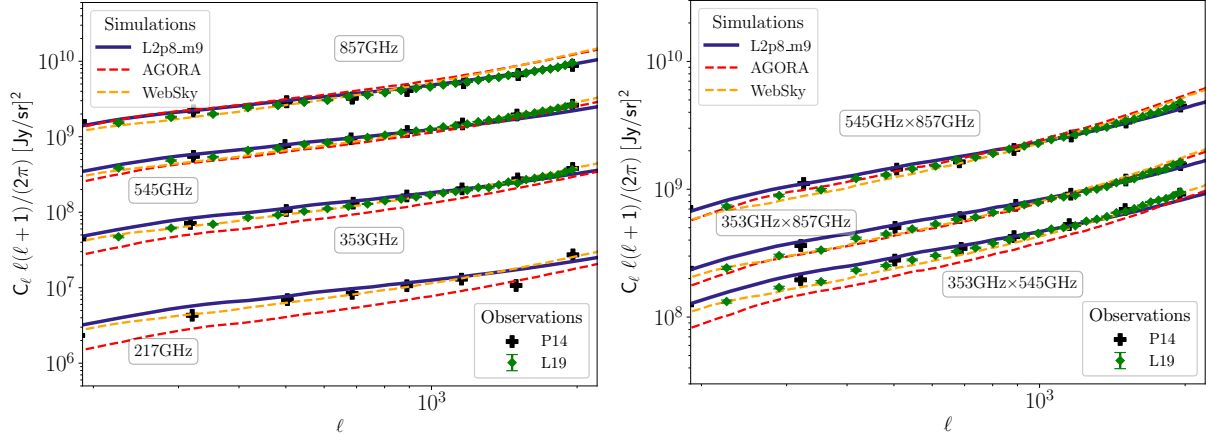 Simulations
L2p8_m9
AGORA
WebSky
857GHz
545GHz
353GHz
217GHz
Observations
P14
L19
10^10
10^9
10^8
10^7
10^6
10^3
C_ℓ ℓ(ℓ + 1)/(2π) [Jy/sr]^2
ℓ
Simulations
L2p8_m9
AGORA
WebSky
545GHz×857GHz
353GHz×857GHz
353GHz×545GHz
Observations
P14
L19
10^10
10^9
10^8
10^3
C_ℓ ℓ(ℓ + 1)/(2π) [Jy/sr]^2
ℓ